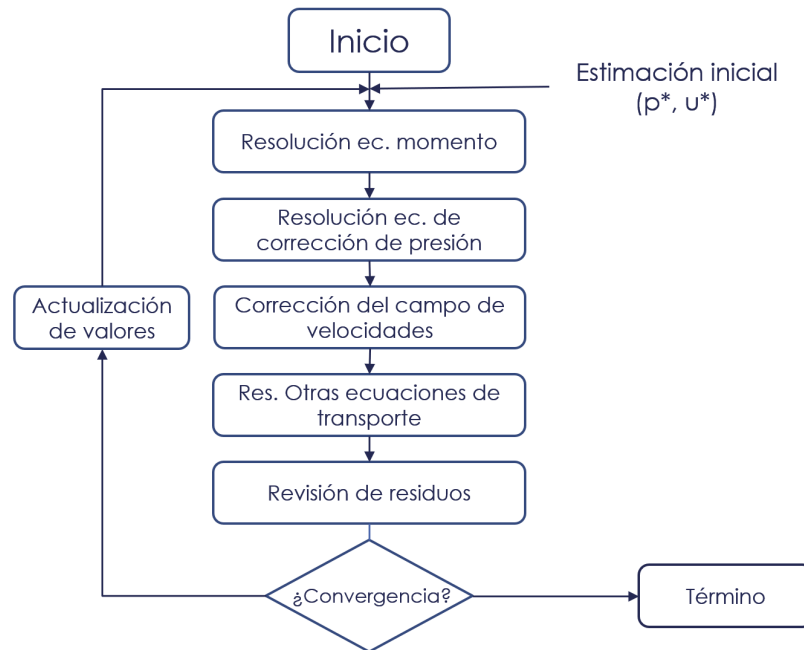 Inicio
Estimación inicial
(p*, u*)
Resolución ec. momento
Resolución ec. de
corrección de presión
Actualización
de valores
Corrección del campo de
velocidades
Res. Otras ecuaciones de
transporte
Revisión de residuos
¿Convergencia?
Término